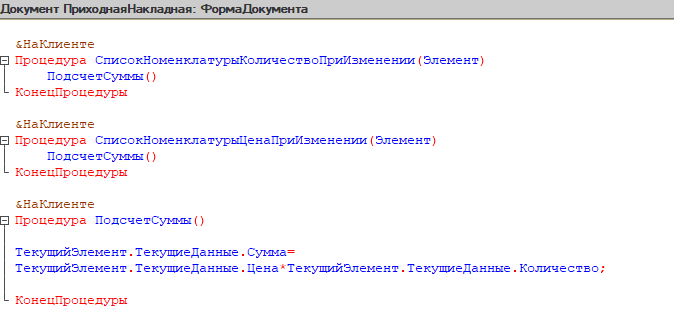 Документ ПриходнаяНакладная: ФормаДокумента
&НаКлиенте
Процедура СписокНоменклатурыКоличествоПриИзменении(Элемент)
ПодсчетСуммы()
КонецПроцедуры
&НаКлиенте
Процедура СписокНоменклатурыЦенаПриИзменении(Элемент)
ПодсчетСуммы()
КонецПроцедуры
&НаКлиенте
Процедура ПодсчетСуммы()
ТекущийЭлемент.ТекущиеДанные.Сумма=
ТекущийЭлемент.ТекущиеДанные.Цена*ТекущийЭлемент.ТекущиеДанные.Количество;
КонецПроцедуры